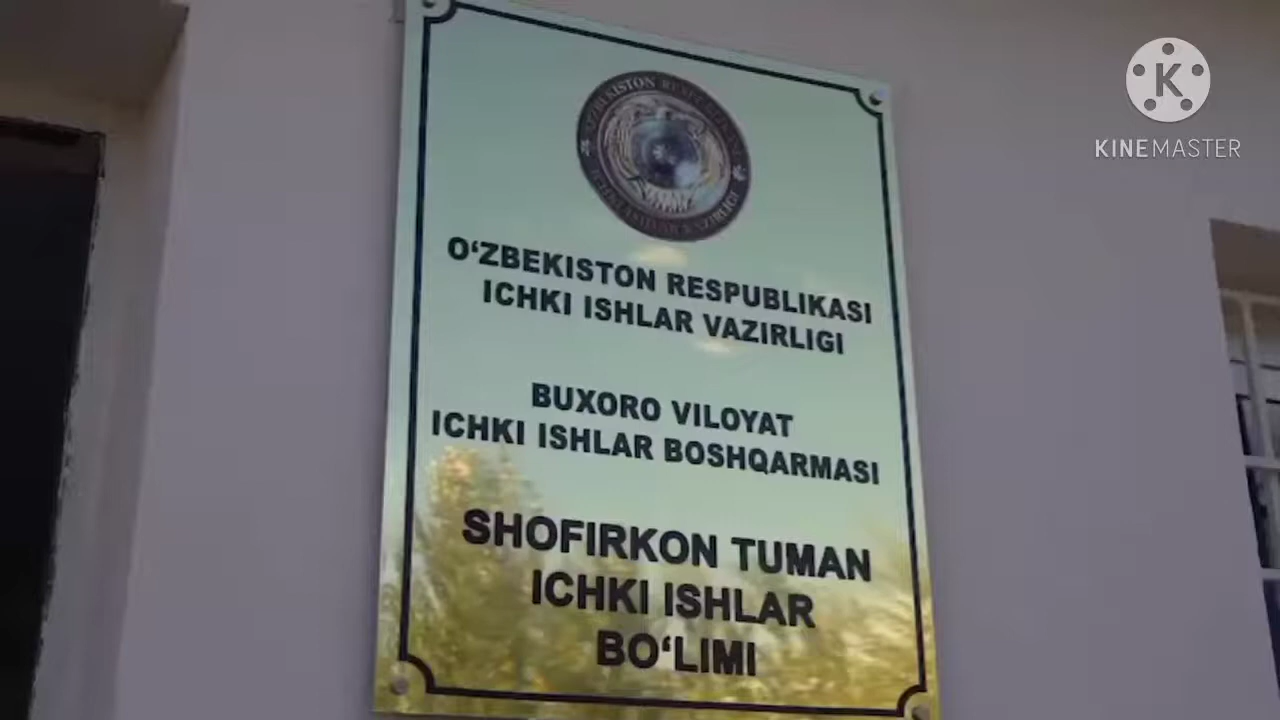 KINEMASTER
O‘ZBEKISTON RESPUBLIKASI
ICHKI ISHLAR VAZIRLIGI
BUXORO VILOYAT
ICHKI ISHLAR BOSHQARMASI
SHOFIRKON TUMAN
ICHKI ISHLAR
BO‘LIMI